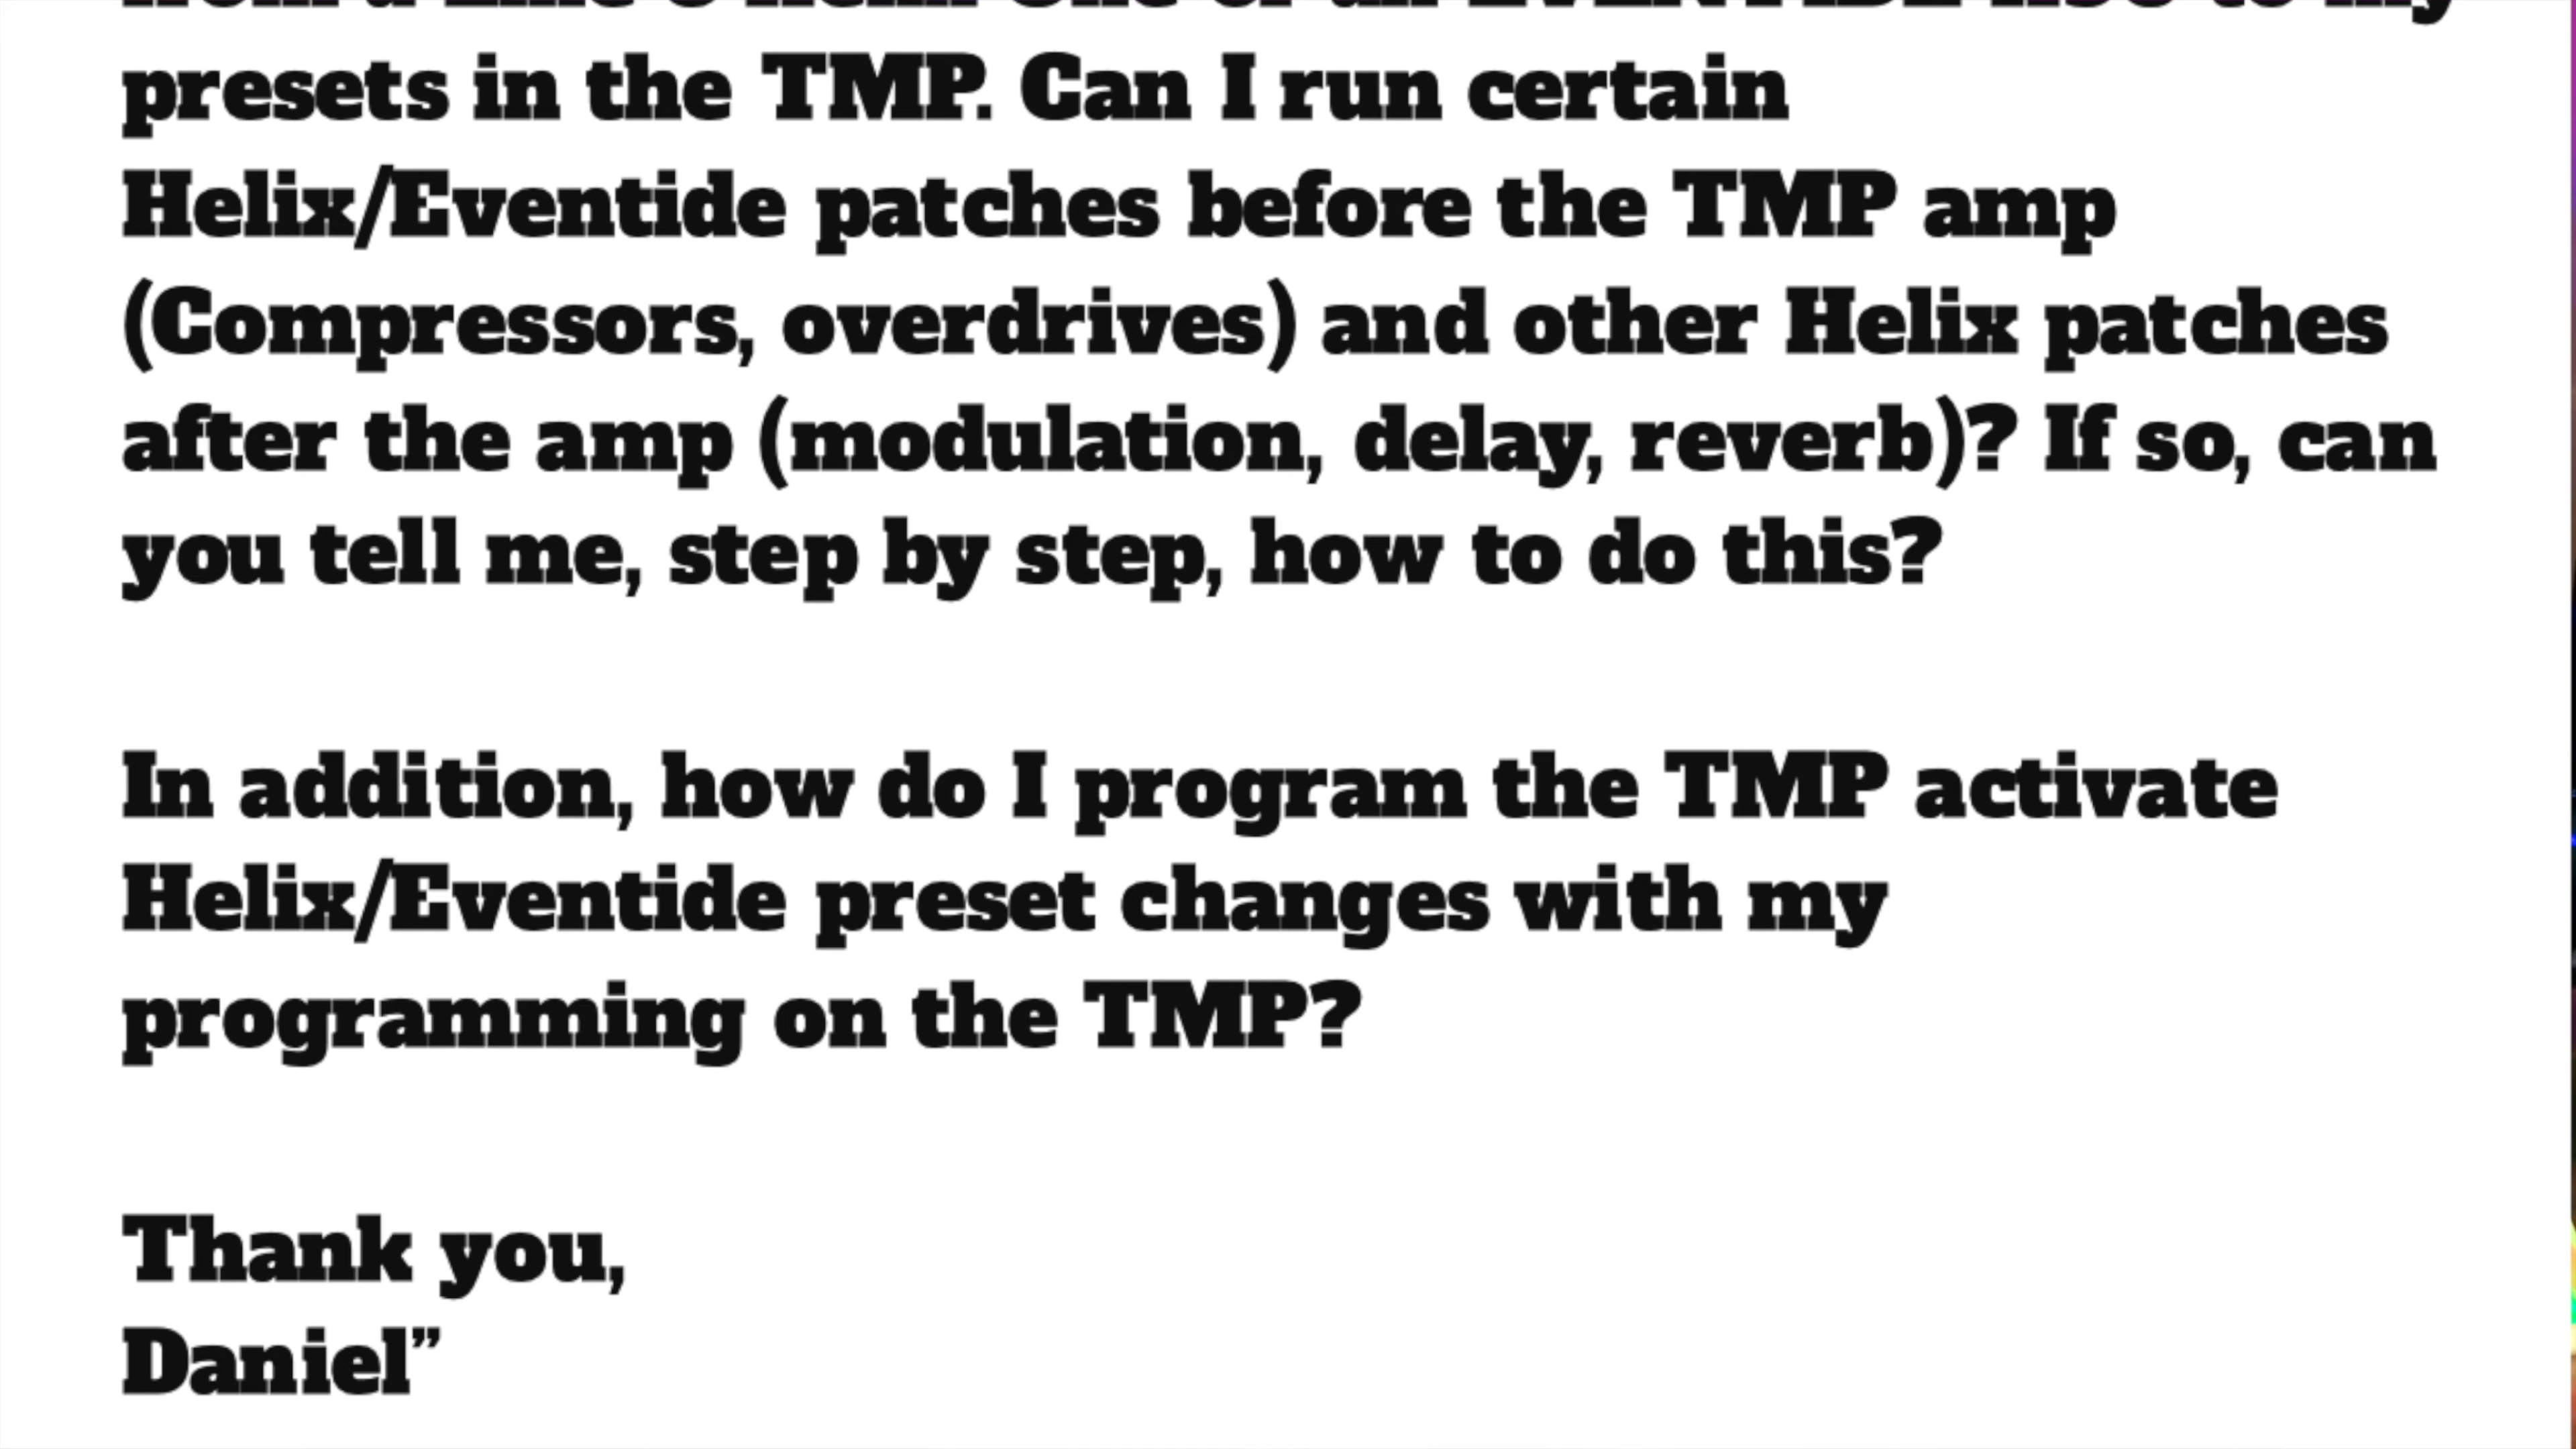 presets in the TMP. Can I run certain
Helix/Eventide patches before the TMP amp
(Compressors, overdrives) and other Helix patches
after the amp (modulation, delay, reverb)? If so, can
you tell me, step by step, how to do this?
In addition, how do I program the TMP activate
Helix/Eventide preset changes with my
programming on the TMP?
Thank you,
Daniel”